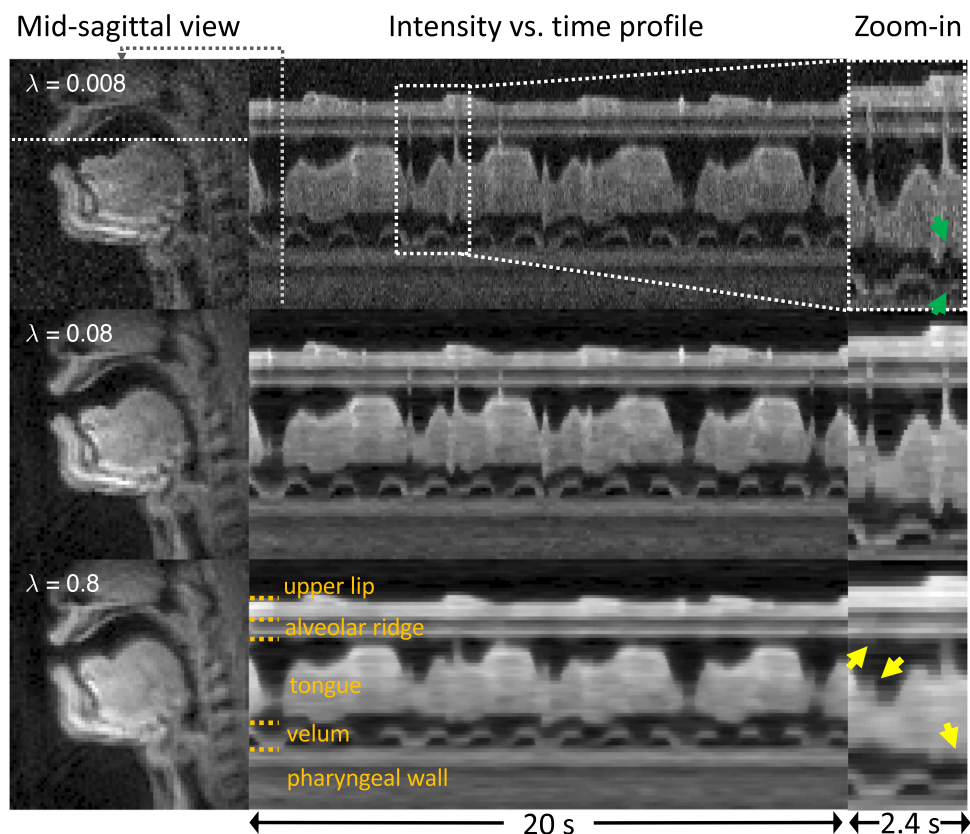 Mid-sagittal view
Intensity vs. time profile
Zoom-in
λ = 0.008
λ = 0.08
λ = 0.8
upper lip
alveolar ridge
tongue
velum
pharyngeal wall
20 s
2.4 s